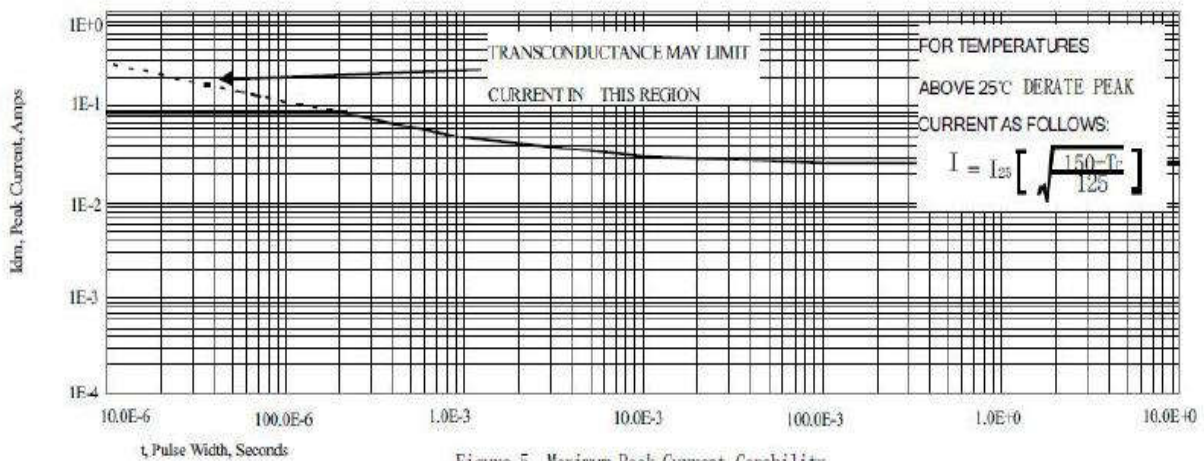 1E+0
TRANSCONDUCTANCE MAY LIMIT
CURRENT IN THIS REGION
FOR TEMPERATURES
ABOVE 25℃ DERATE PEAK
CURRENT AS FOLLOWS:
I = I25 [ √ 150-TC / 125 ]
1E-1
1E-2
1E-3
1E-4
Idm, Peak Current, Amps
10.0E-6 100.0E-6 1.0E-3 10.0E-3 100.0E-3 1.0E+0 10.0E+0
t, Pulse Width, Seconds
Figure 5. Maximum Peak Current Capability